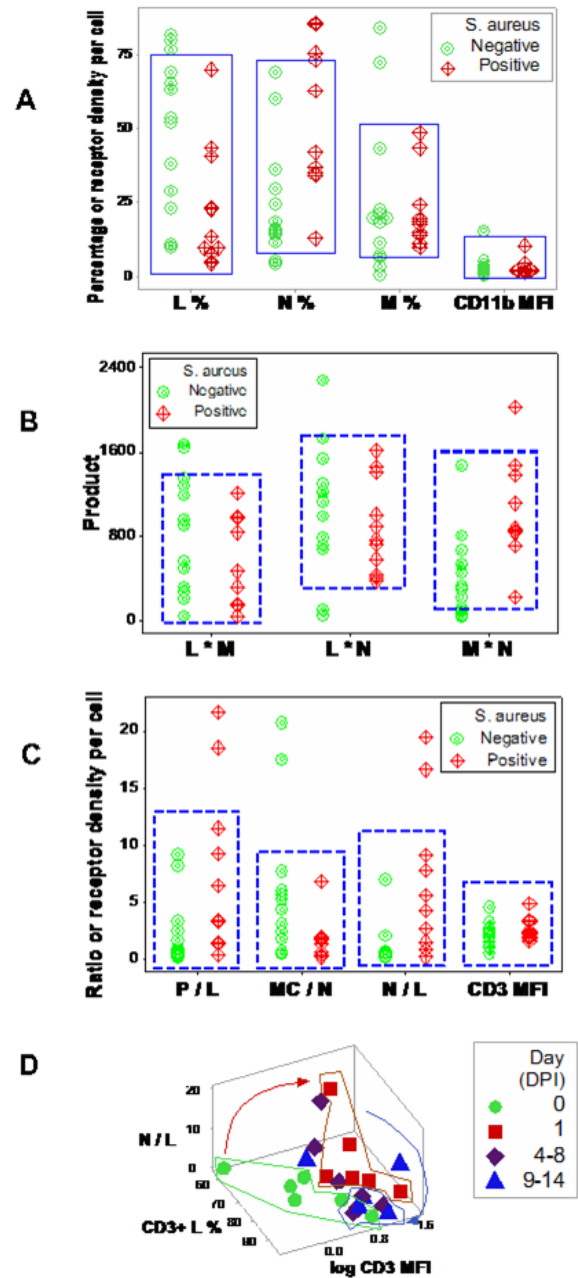 A
Percentage or receptor density per cell
75
50
25
0
S. aureus
Negative
Positive
L %
N %
M %
CD11b MFI
B
Product
2400
1600
800
0
S. aureus
Negative
Positive
L * M
L * N
M * N
C
Ratio or receptor density per cell
20
15
10
5
0
S. aureus
Negative
Positive
P / L
MC / N
N / L
CD3 MFI
D
N / L
20
10
0
60
70
80
90
CD3+ L %
0.0
0.8
1.6
log CD3 MFI
Day
(DPI)
0
1
4-8
9-14